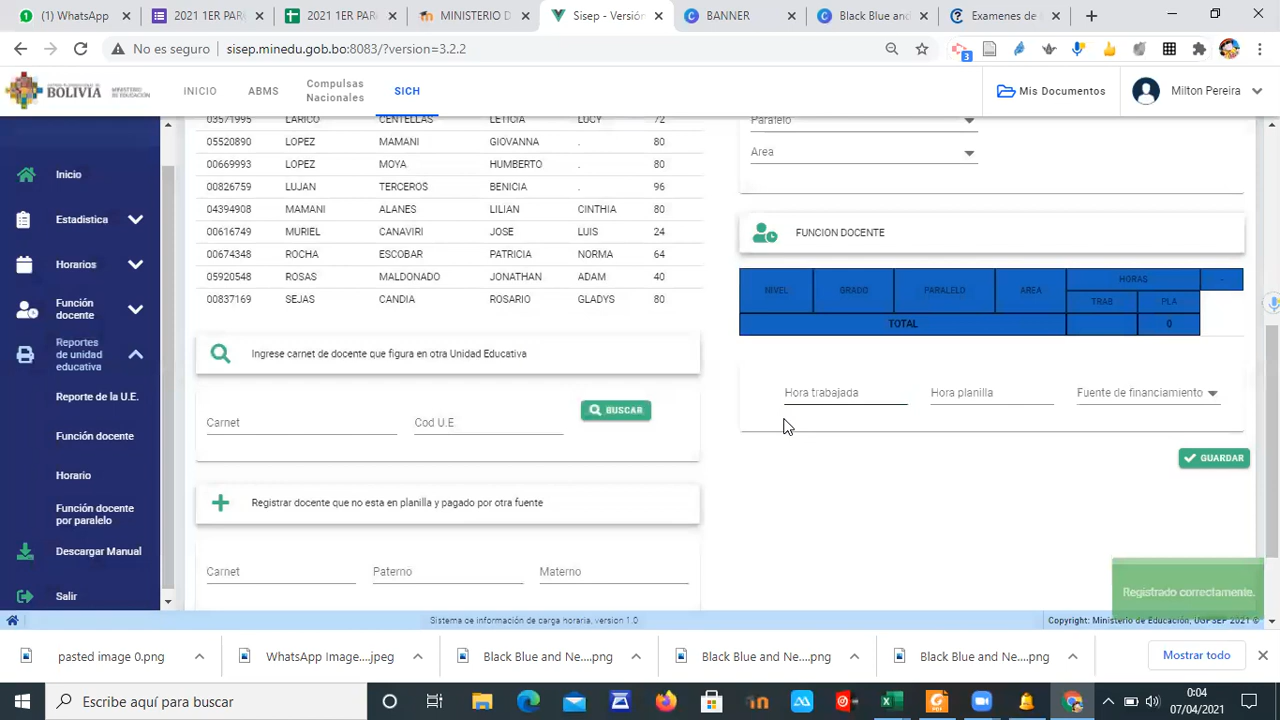 (1) WhatsApp
2021 1ER PARC
2021 1ER PARC
MINISTERIO D
Sisep - Versión
BANNER
Black Blue and
Examenes de
No es seguro
sisep.minedu.gob.bo:8083/?version=3.2.2
3
BOLIVIA
MINISTERIO DE EDUCACIÓN
INICIO
ABMS
Compulsas
Nacionales
SICH
Mis Documentos
Milton Pereira
Inicio
Estadistica
Horarios
Función
docente
Reportes
de unidad
educativa
Reporte de la U.E.
Función docente
Horario
Función docente
por paralelo
Descargar Manual
Salir
03571995 LARICO CENTELLAS LETICIA LUCY 72
05520890 LOPEZ MAMANI GIOVANNA . 80
00669993 LOPEZ MOYA HUMBERTO . 80
00826759 LUJAN TERCEROS BENICIA . 96
04394908 MAMANI ALANES LILIAN CINTHIA 80
00616749 MURIEL CANAVIRI JOSE LUIS 24
00674348 ROCHA ESCOBAR PATRICIA NORMA 64
05920548 ROSAS MALDONADO JONATHAN ADAM 40
00837169 SEJAS CANDIA ROSARIO GLADYS 80
Ingrese carnet de docente que figura en otra Unidad Educativa
Carnet
Cod U.E
BUSCAR
Registrar docente que no esta en planilla y pagado por otra fuente
Carnet
Paterno
Materno
Paralelo
Area
FUNCION DOCENTE
NIVEL GRADO PARALELO AREA HORAS --
TRAB PLA
TOTAL 0
Hora trabajada
Hora planilla
Fuente de financiamiento
GUARDAR
Registrado correctamente.
Sistema de información de carga horaria, versión 1.0
Copyright: Ministerio de Educación, UGPSEP 2021 ©
pasted image 0.png
WhatsApp Image....jpeg
Black Blue and Ne....png
Black Blue and Ne....png
Black Blue and Ne....png
Mostrar todo
Escribe aquí para buscar
0:04
07/04/2021